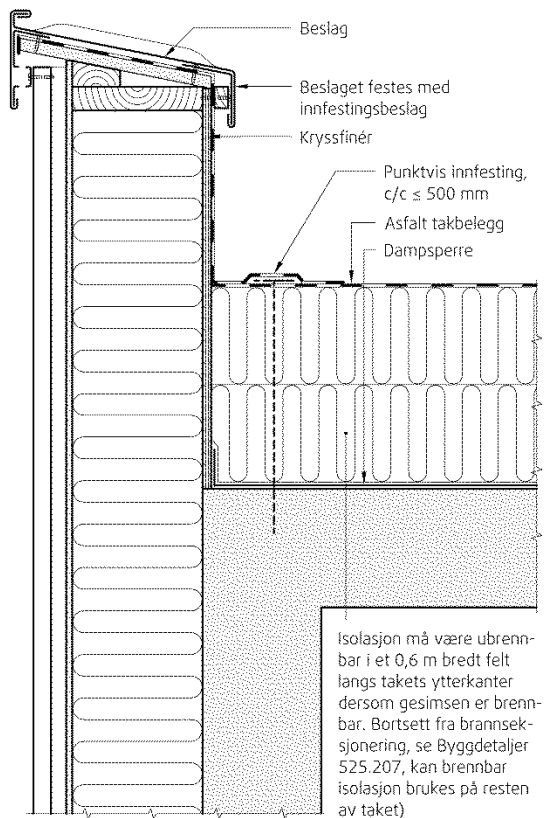 Beslag
Beslaget festes med
innfestingsbeslag
Kryssfinér
Punktvis innfesting,
c/c ≤ 500 mm
Asfalt takbelegg
Dampsperre
Isolasjon må være ubrenn-
bar i et 0,6 m bredt felt
langs takets ytterkanter
dersom gesimsen er brenn-
bar. Bortsett fra brannsek-
sjonering, se Byggdetaljer
525.207, kan brennbar
isolasjon brukes på resten
av taket)